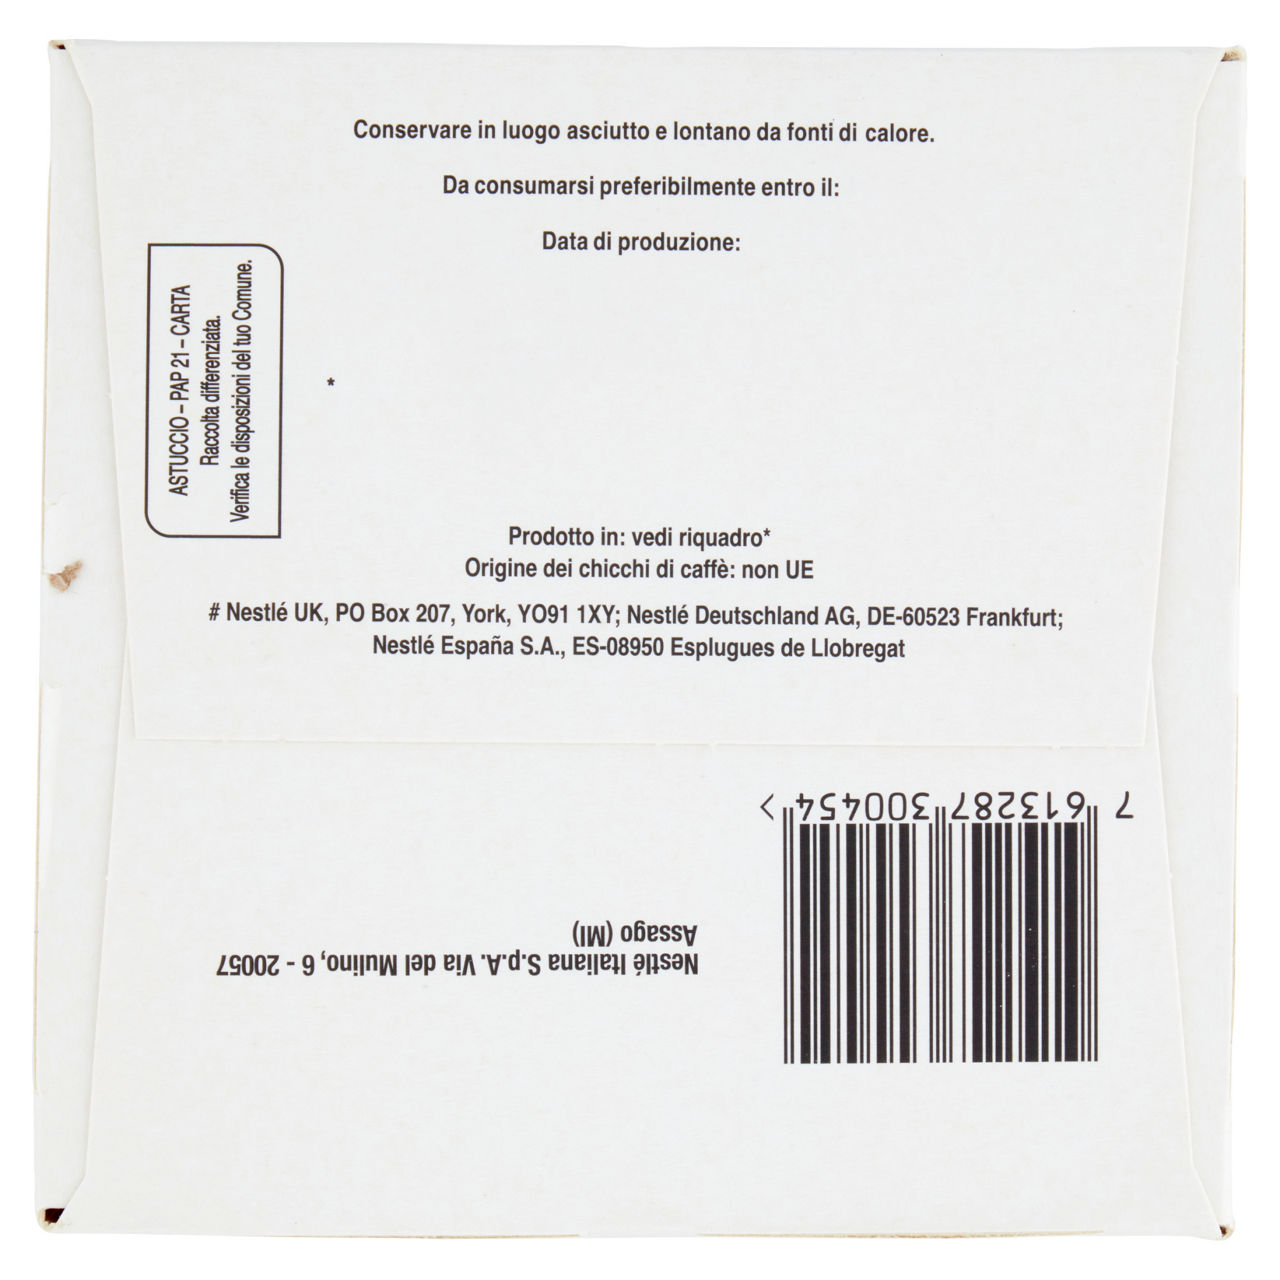 Conservare in luogo asciutto e lontano da fonti di calore.
Da consumarsi preferibilmente entro il:
Data di produzione:
ASTUCCIO – PAP 21 – CARTA
Raccolta differenziata.
Verifica le disposizioni del tuo Comune.
*
Prodotto in: vedi riquadro*
Origine dei chicchi di caffè: non UE
# Nestlé UK, PO Box 207, York, YO91 1XY; Nestlé Deutschland AG, DE-60523 Frankfurt;
Nestlé España S.A., ES-08950 Esplugues de Llobregat
7 613287 300454 >
Nestlé Italiana S.p.A. Via del Mulino, 6 - 20057
Assago (MI)